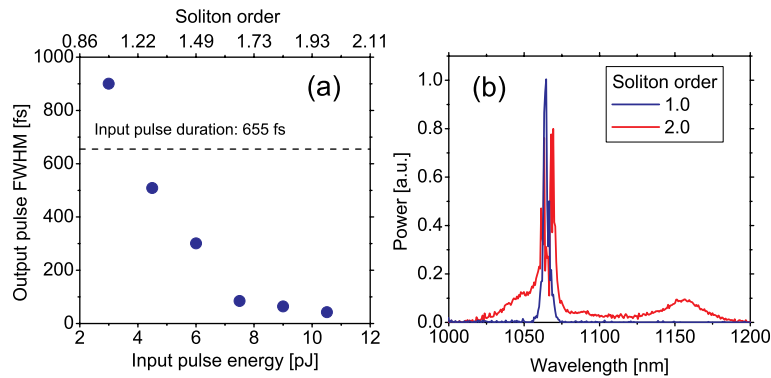 Soliton order
0.86 1.22 1.49 1.73 1.93 2.11
1000
800
600
400
200
0
Output pulse FWHM [fs]
(a)
Input pulse duration: 655 fs
2 4 6 8 10 12
Input pulse energy [pJ]
1.0
0.8
0.6
0.4
0.2
0.0
Power [a.u.]
(b)
Soliton order
1.0
2.0
1000 1050 1100 1150 1200
Wavelength [nm]